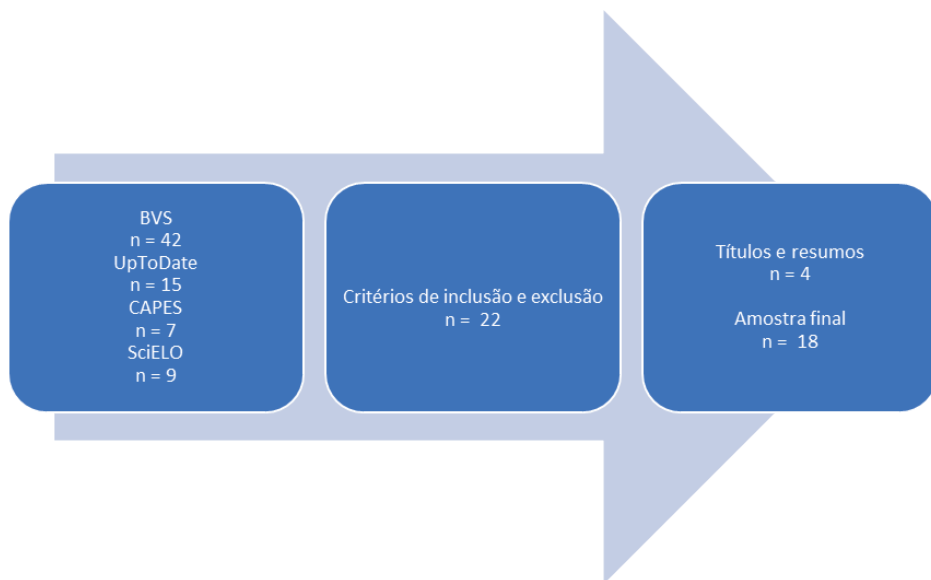 BVS
n = 42
UpToDate
n = 15
CAPES
n = 7
SciELO
n = 9
Critérios de inclusão e exclusão
n = 22
Títulos e resumos
n = 4
Amostra final
n = 18